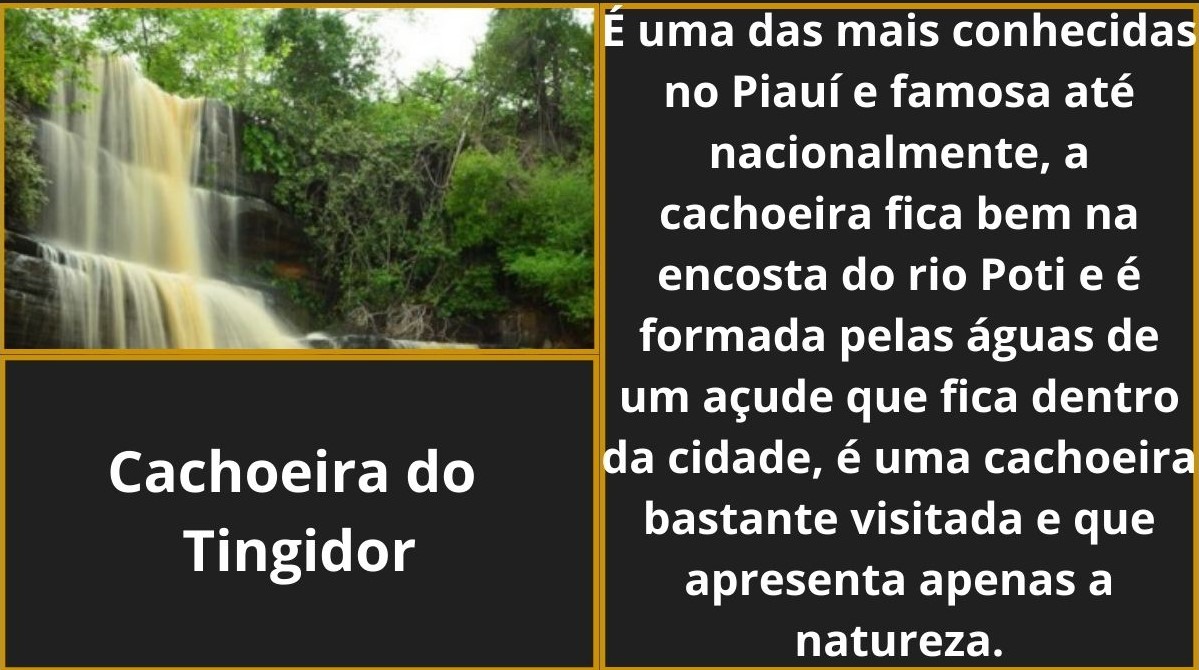 Cachoeira do
Tingidor
É uma das mais conhecidas
no Piauí e famosa até
nacionalmente, a
cachoeira fica bem na
encosta do rio Poti e é
formada pelas águas de
um açude que fica dentro
da cidade, é uma cachoeira
bastante visitada e que
apresenta apenas a
natureza.